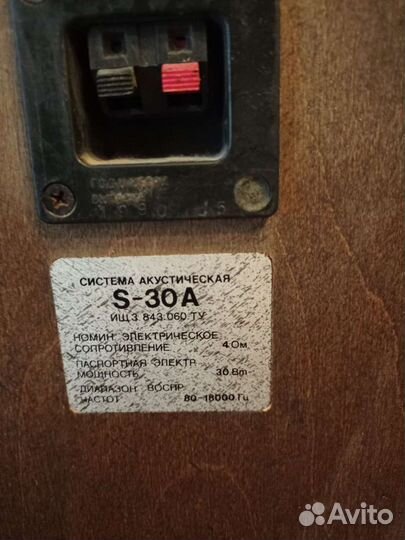 СИСТЕМА АКУСТИЧЕСКАЯ
S-30A
ИЩ3.843.060 ТУ
НОМИН. ЭЛЕКТРИЧЕСКОЕ
СОПРОТИВЛЕНИЕ 4 Ом
ПАСПОРТНАЯ ЭЛЕКТР.
МОЩНОСТЬ 30 Вт
ДИАПАЗОН ВОСПР.
ЧАСТОТ 80-18000 Гц
Avito